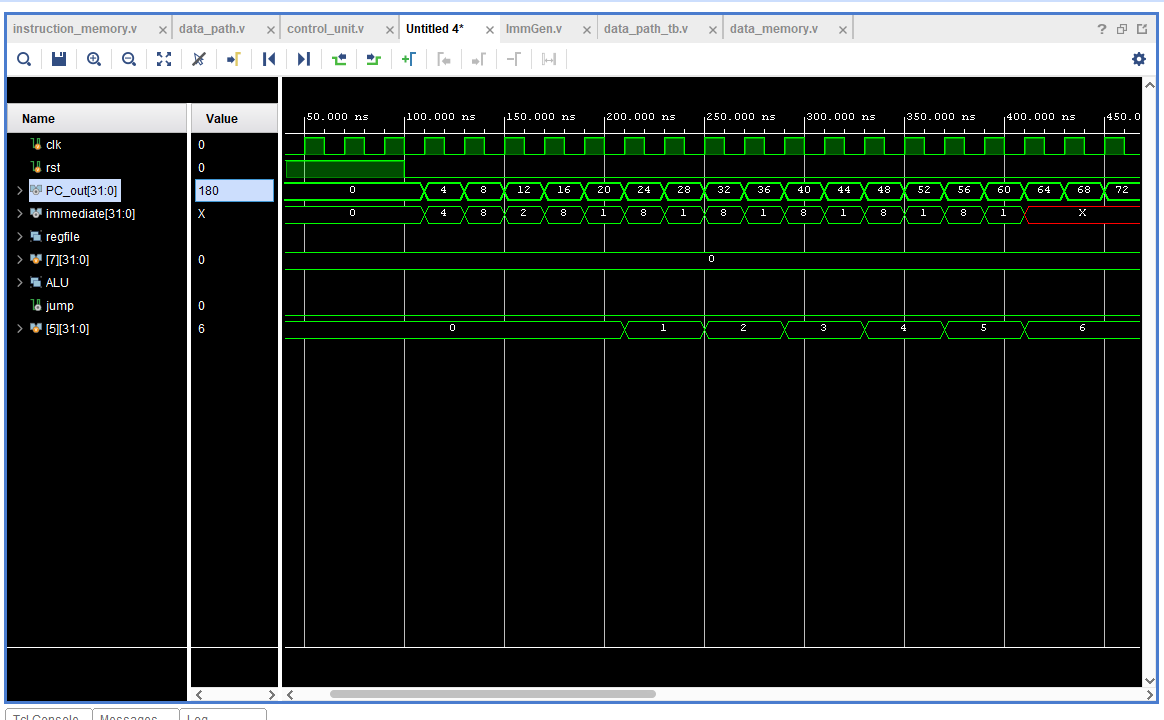 instruction_memory.v data_path.v control_unit.v Untitled 4* ImmGen.v data_path_tb.v data_memory.v
Name Value
50.000 ns 100.000 ns 150.000 ns 200.000 ns 250.000 ns 300.000 ns 350.000 ns 400.000 ns 450.0
clk 0
rst 0
PC_out[31:0] 180 0 4 8 12 16 20 24 28 32 36 40 44 48 52 56 60 64 68 72
immediate[31:0] X 0 4 8 2 8 1 8 1 8 1 8 1 8 1 8 1 X
regfile
[7][31:0] 0 0
ALU
jump 0
[5][31:0] 6 0 1 2 3 4 5 6
Tcl Console Messages Log